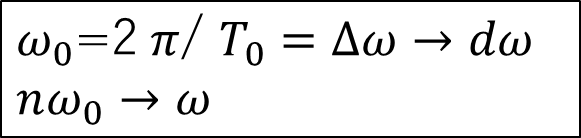 ω₀=2 π/ T₀ = Δω → dω
nω₀ → ω